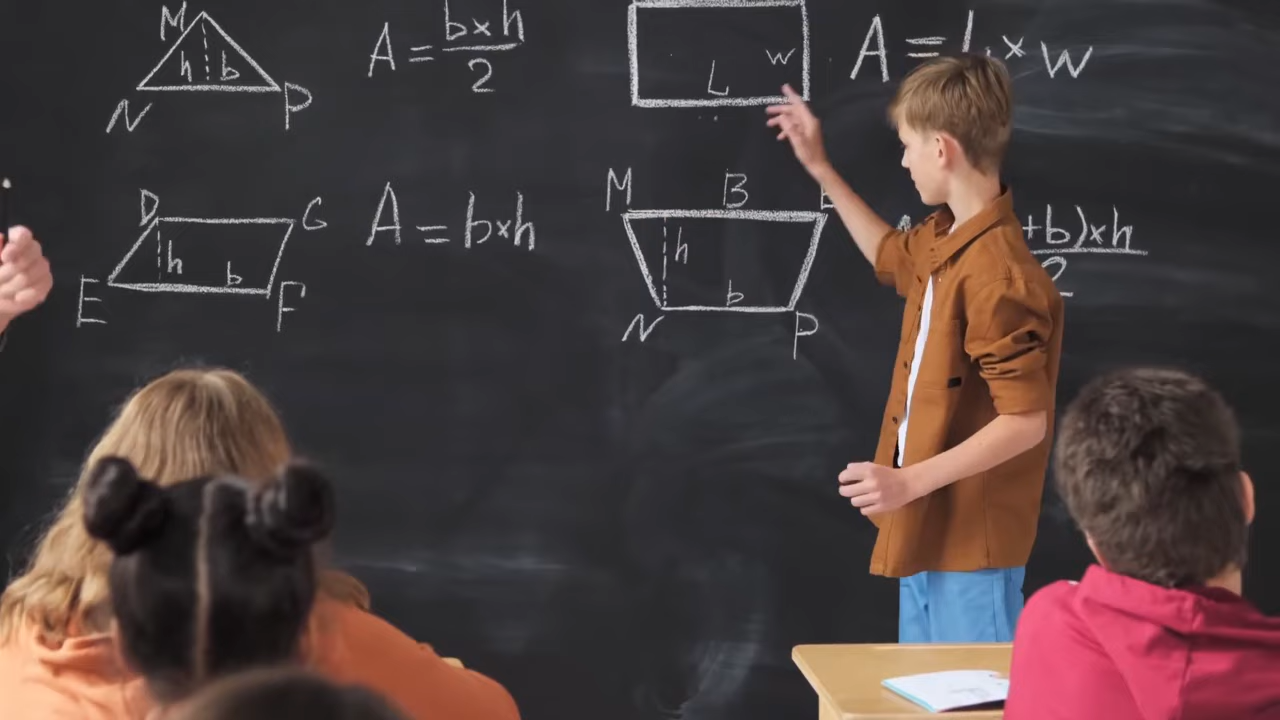 M
h b
N P
A = b×h
2
W
L
A = L × W
D G
h
b
E F
A = b×h
M B
h
b
N P
+b)×h
2